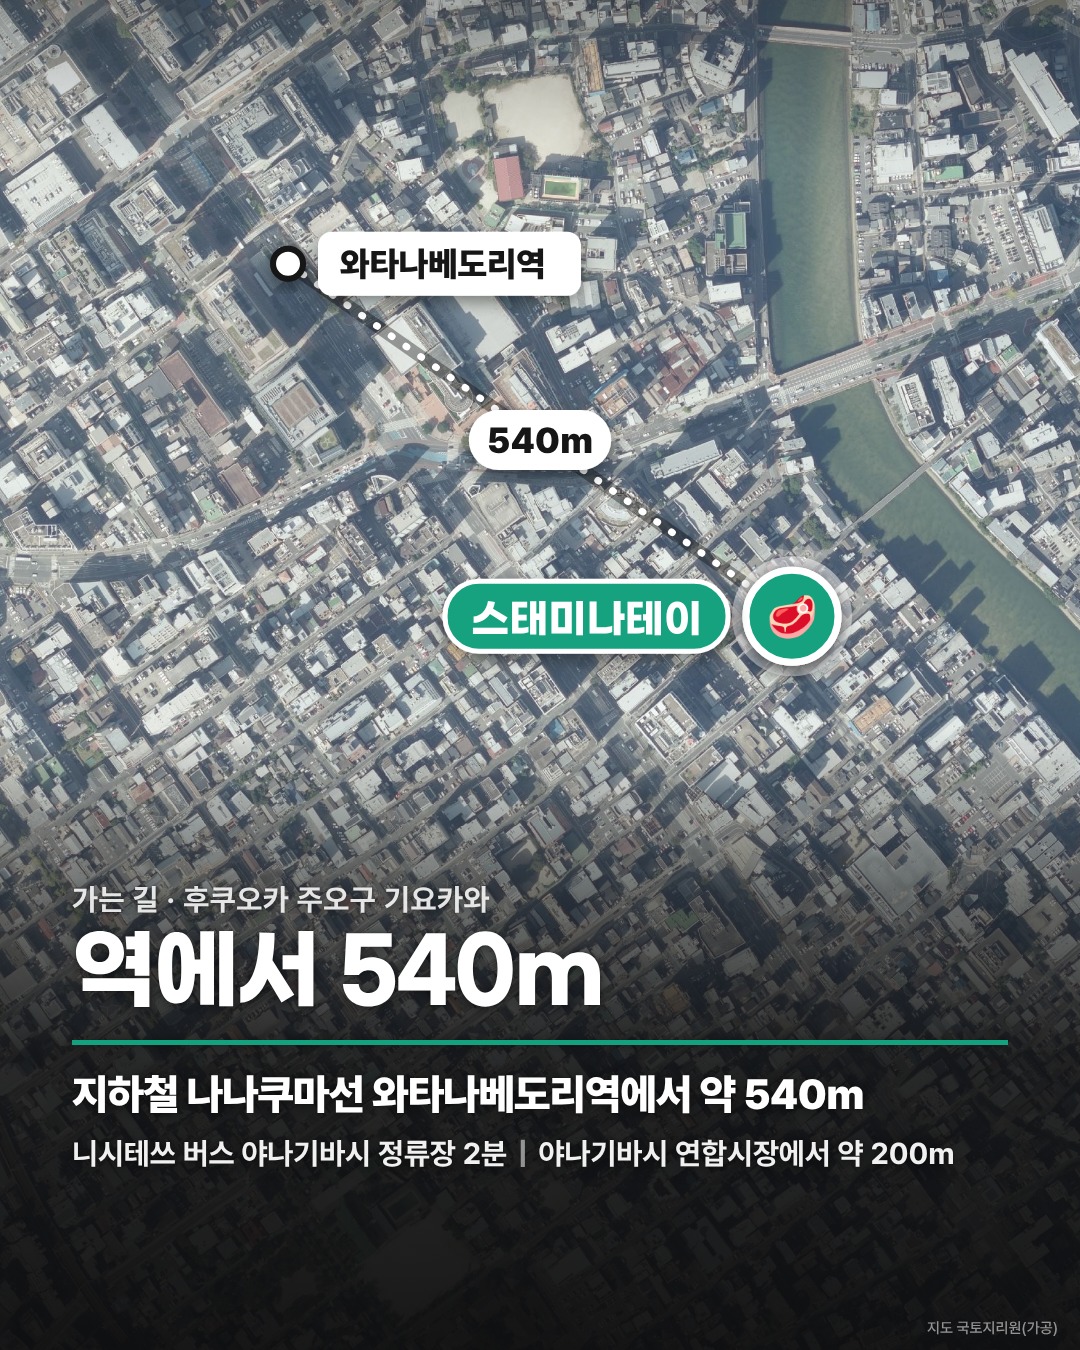 와타나베도리역
540m
스태미나테이
가는 길 · 후쿠오카 주오구 기요카와
역에서 540m
지하철 나나쿠마선 와타나베도리역에서 약 540m
니시테쓰 버스 야나기바시 정류장 2분 | 야나기바시 연합시장에서 약 200m
지도 국토지리원(가공)